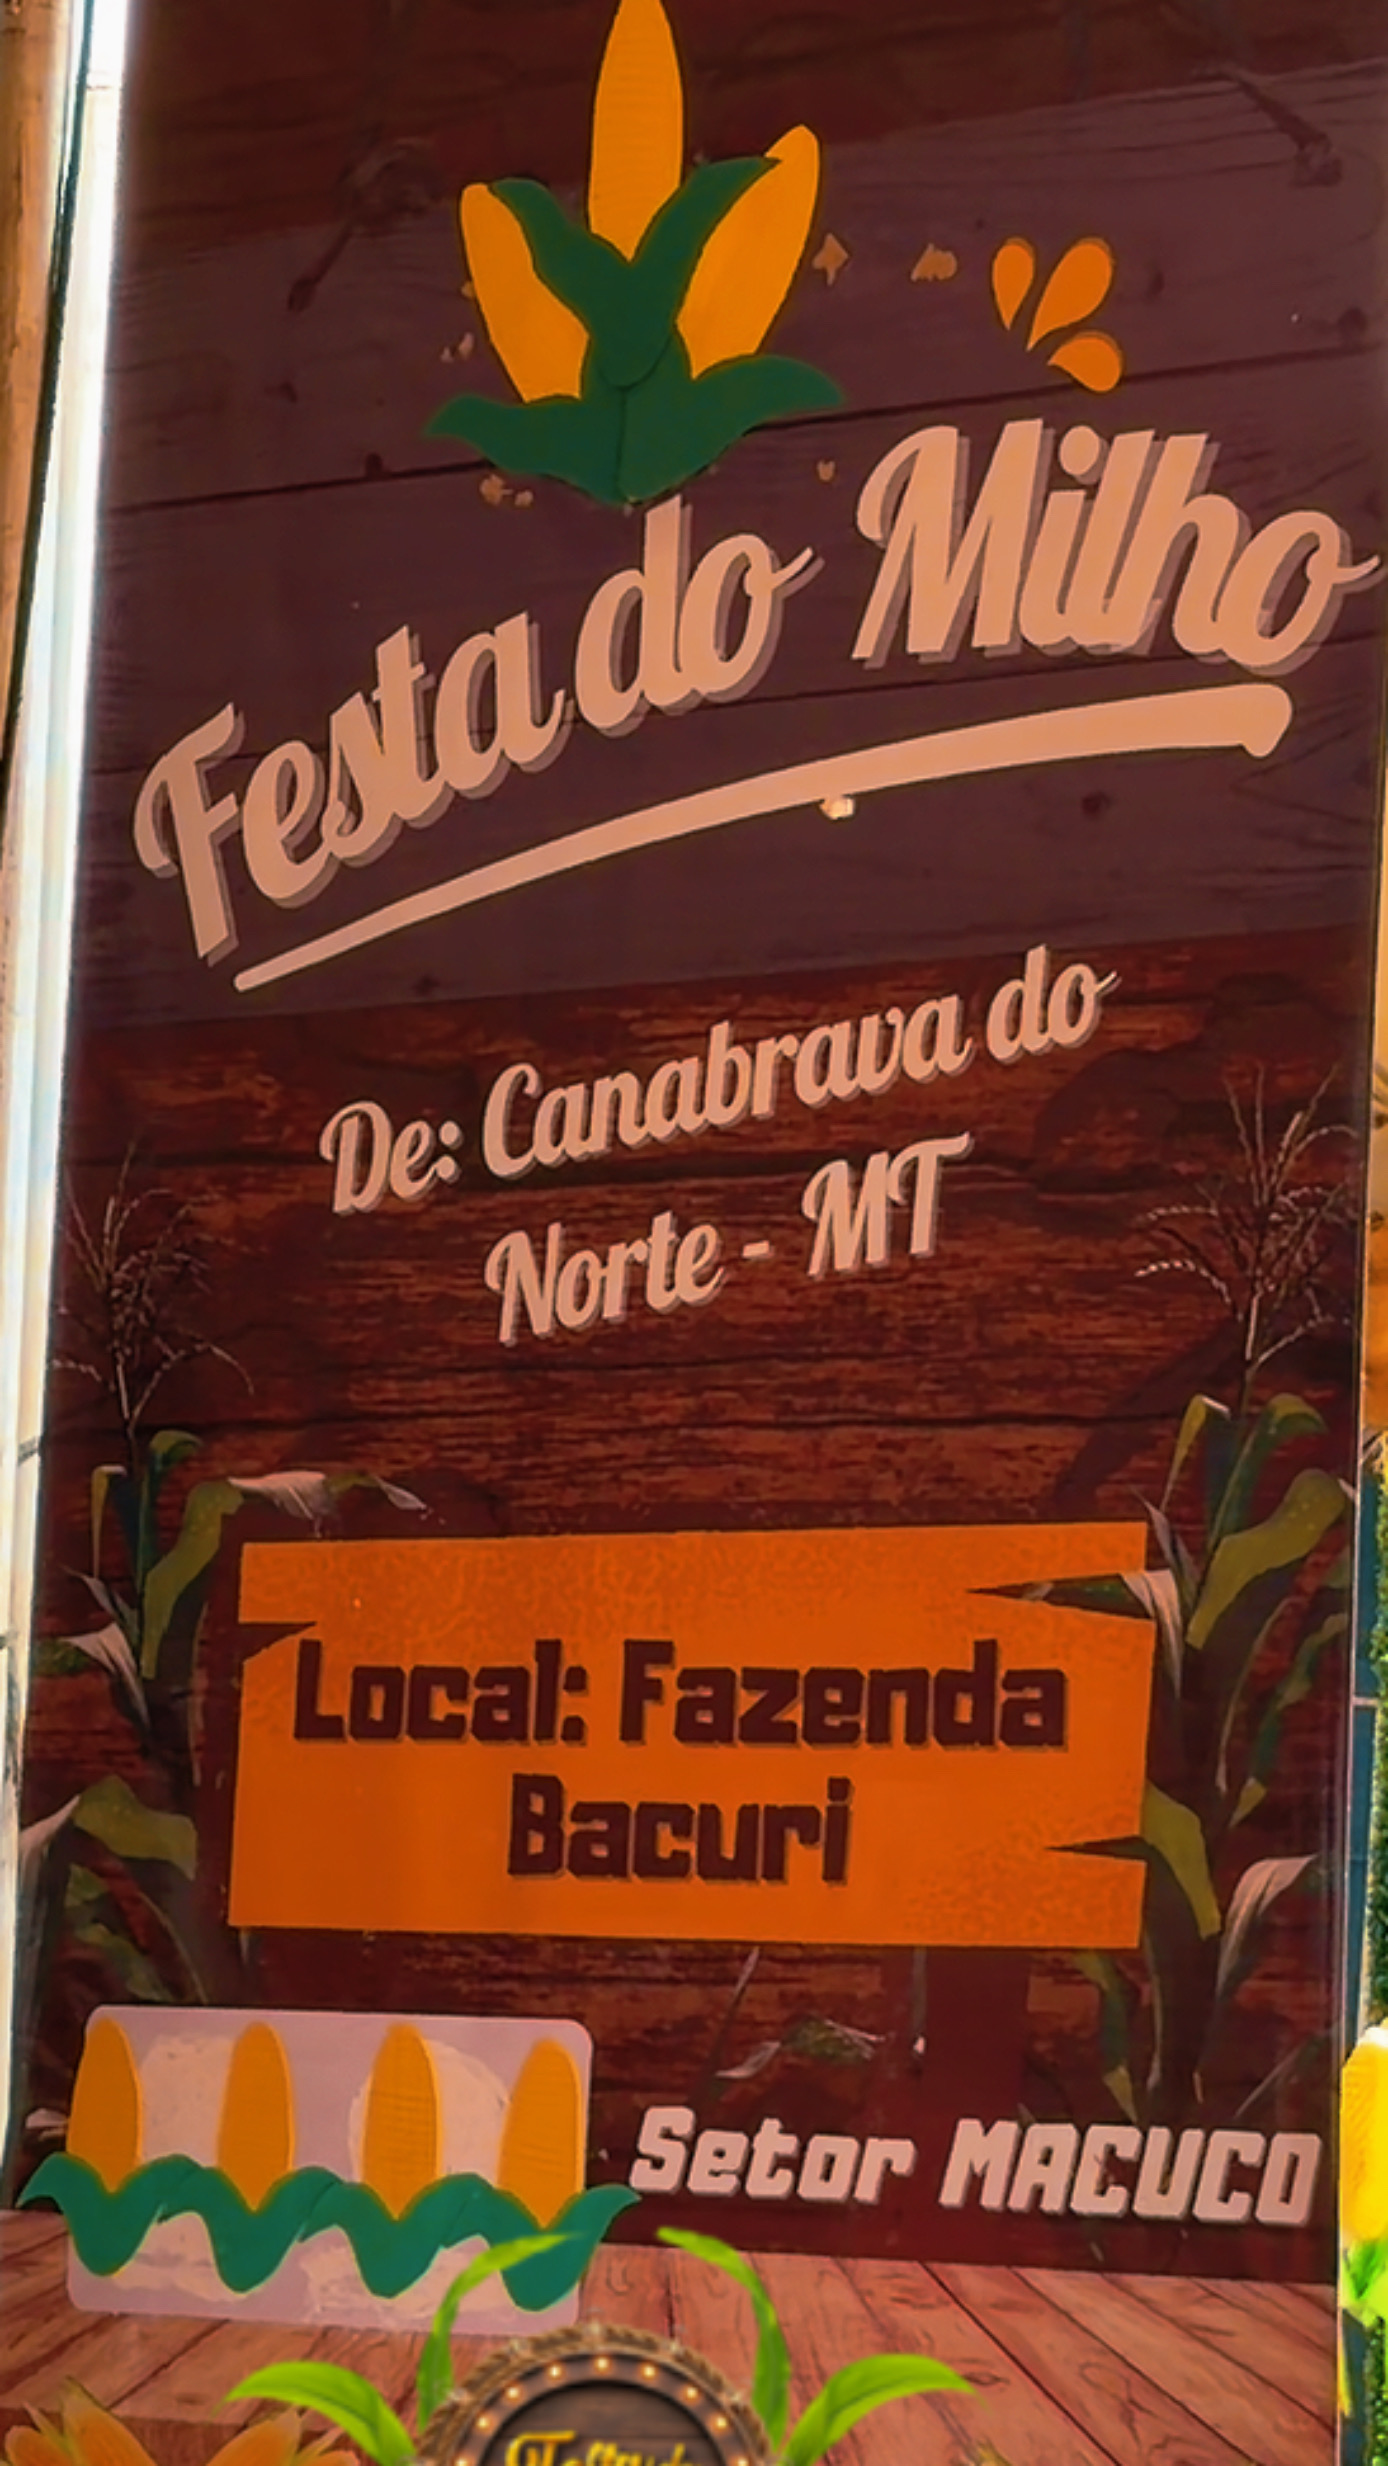 Festa do Milho
De: Canabrava do
Norte - MT
Local: Fazenda
Bacuri
Setor MACUCO